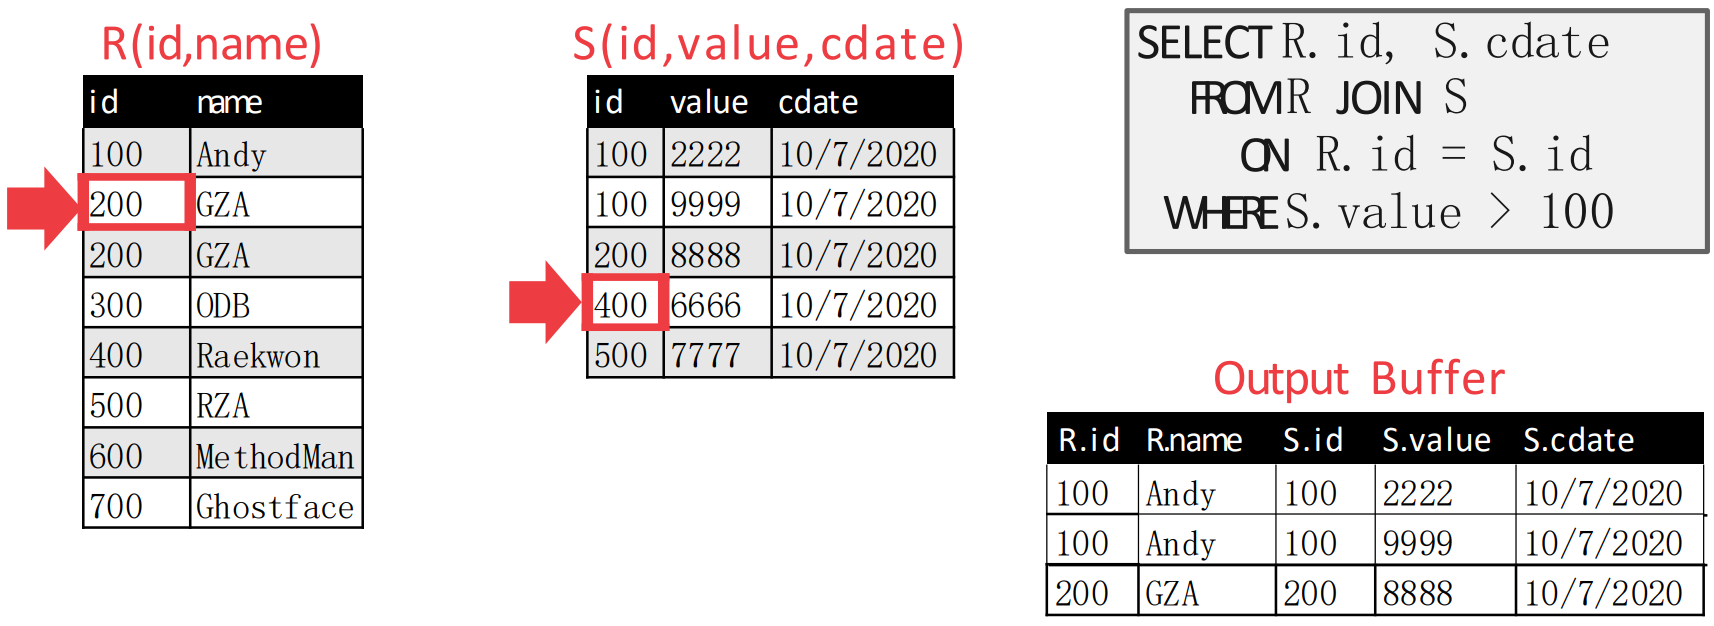 R(id,name)
id name
100 Andy
200 GZA
200 GZA
300 ODB
400 Raekwon
500 RZA
600 MethodMan
700 Ghostface
S(id,value,cdate)
id value cdate
100 2222 10/7/2020
100 9999 10/7/2020
200 8888 10/7/2020
400 6666 10/7/2020
500 7777 10/7/2020
SELECT R.id, S.cdate
FROM R JOIN S
ON R.id = S.id
WHERE S.value > 100
Output Buffer
R.id R.name S.id S.value S.cdate
100 Andy 100 2222 10/7/2020
100 Andy 100 9999 10/7/2020
200 GZA 200 8888 10/7/2020